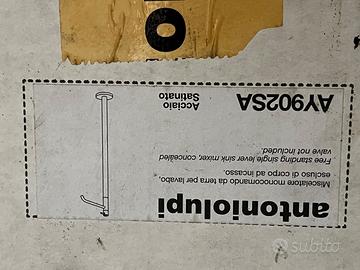 antoniolupi
Miscelatore monocomando da terra per lavabo,
escluso di corpo ad incasso.
Free standing single lever sink mixer, concealed
valve not included.
AY902SA
Acciaio
Satinato
O
subito